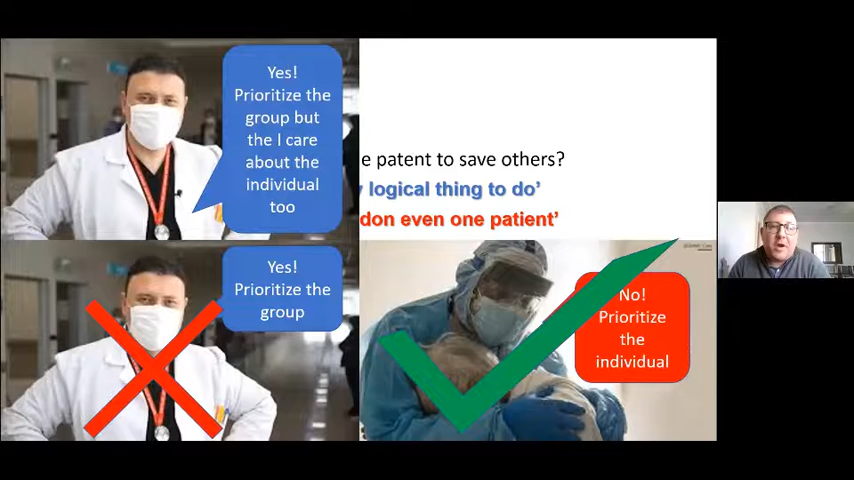 Yes!
Prioritize the
group but
the I care
about the
individual
too
e patent to save others?
y logical thing to do’
don even one patient’
Yes!
Prioritize the
group
No!
Prioritize
the
individual